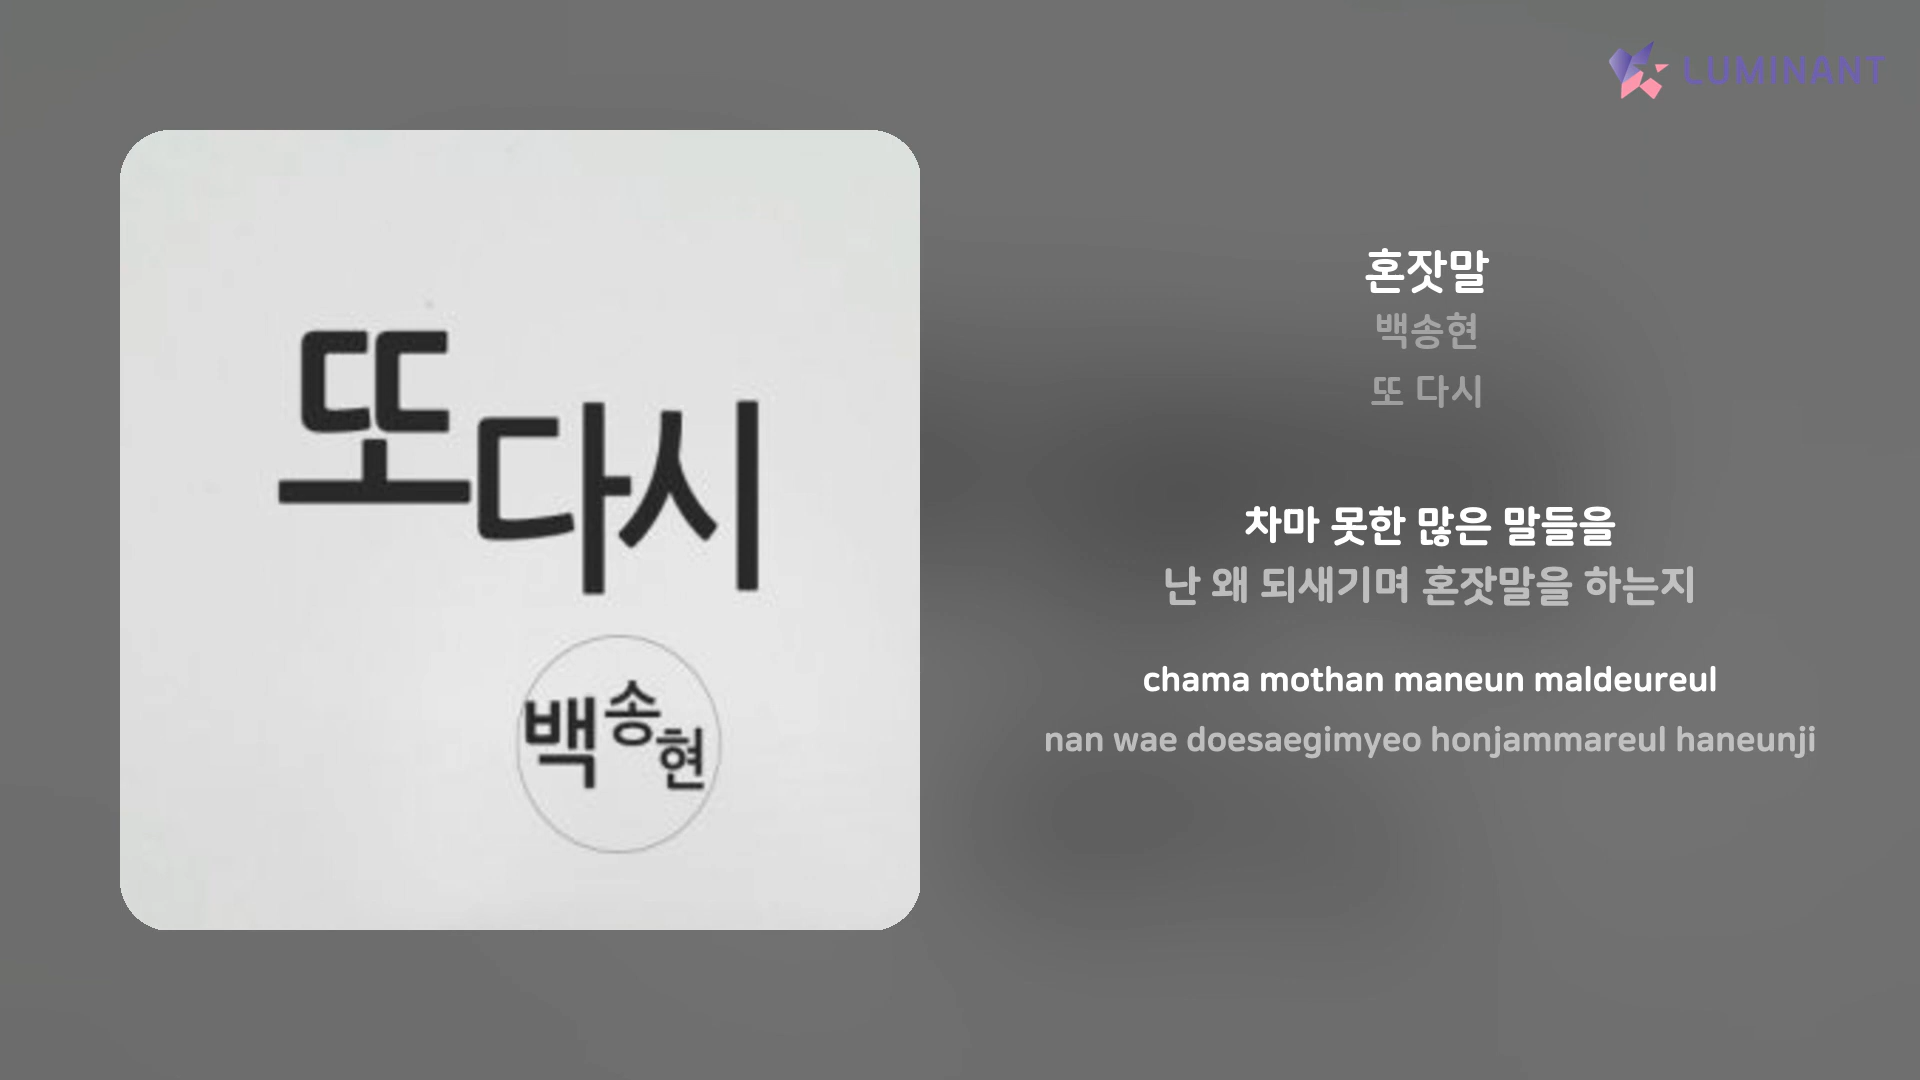 또다시
백송현
LUMINANT
혼잣말
백송현
또 다시
차마 못한 많은 말들을
난 왜 되새기며 혼잣말을 하는지
chama mothan maneun maldeureul
nan wae doesaegimyeo honjammareul haneunji